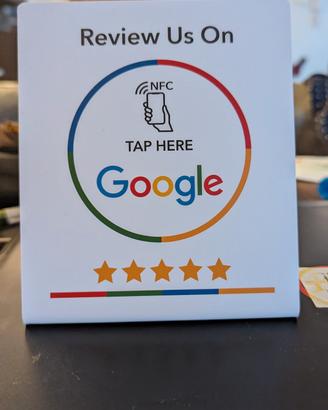 Review Us On
NFC
TAP HERE
Google